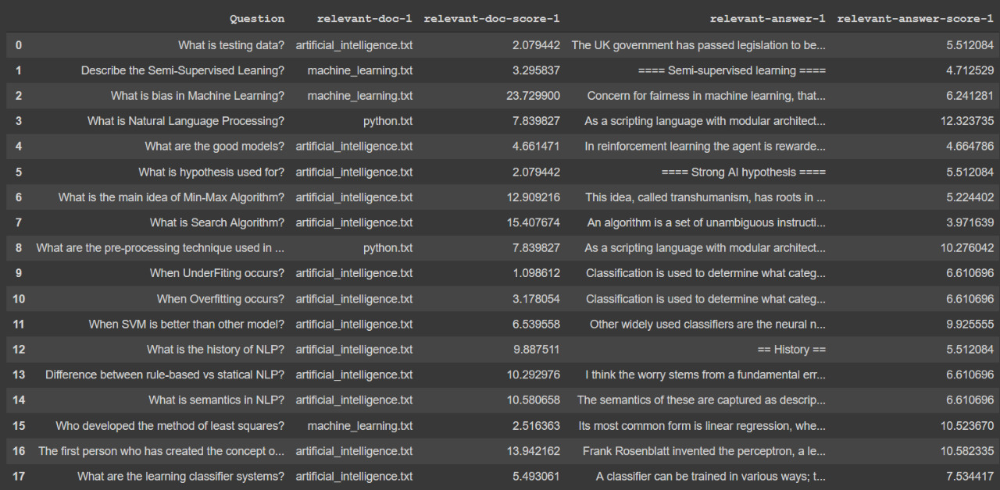 Question relevant-doc-1 relevant-doc-score-1 relevant-answer-1 relevant-answer-score-1
0 What is testing data? artificial_intelligence.txt 2.079442 The UK government has passed legislation to be... 5.512084
1 Describe the Semi-Supervised Leaning? machine_learning.txt 3.295837 ==== Semi-supervised learning ==== 4.712529
2 What is bias in Machine Learning? machine_learning.txt 23.729900 Concern for fairness in machine learning, that... 6.241281
3 What is Natural Language Processing? python.txt 7.839827 As a scripting language with modular architect... 12.323735
4 What are the good models? artificial_intelligence.txt 4.661471 In reinforcement learning the agent is rewarde... 4.664786
5 What is hypothesis used for? artificial_intelligence.txt 2.079442 ==== Strong AI hypothesis ==== 5.512084
6 What is the main idea of Min-Max Algorithm? artificial_intelligence.txt 12.909216 This idea, called transhumanism, has roots in ... 5.224402
7 What is Search Algorithm? artificial_intelligence.txt 15.407674 An algorithm is a set of unambiguous instructi... 3.971639
8 What are the pre-processing technique used in ... python.txt 7.839827 As a scripting language with modular architect... 10.276042
9 When UnderFiting occurs? artificial_intelligence.txt 1.098612 Classification is used to determine what categ... 6.610696
10 When Overfitting occurs? artificial_intelligence.txt 3.178054 Classification is used to determine what categ... 6.610696
11 When SVM is better than other model? artificial_intelligence.txt 6.539558 Other widely used classifiers are the neural n... 9.925555
12 What is the history of NLP? artificial_intelligence.txt 9.887511 == History == 5.512084
13 Difference between rule-based vs statical NLP? artificial_intelligence.txt 10.292976 I think the worry stems from a fundamental err... 6.610696
14 What is semantics in NLP? artificial_intelligence.txt 10.580658 The semantics of these are captured as descrip... 6.610696
15 Who developed the method of least squares? machine_learning.txt 2.516363 Its most common form is linear regression, whe... 10.523670
16 The first person who has created the concept o... artificial_intelligence.txt 13.942162 Frank Rosenblatt invented the perceptron, a le... 10.582335
17 What are the learning classifier systems? artificial_intelligence.txt 5.493061 A classifier can be trained in various ways; t... 7.534417